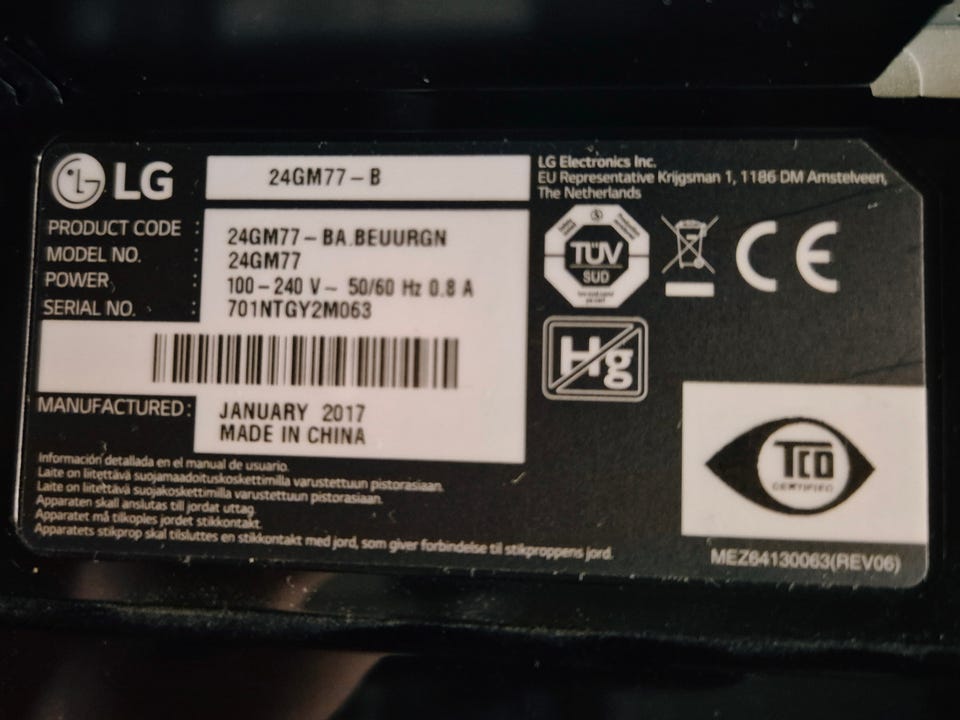 LG
24GM77-B
PRODUCT CODE : 24GM77-BA.BEUURGN
MODEL NO. : 24GM77
POWER : 100-240 V~ 50/60 Hz 0.8 A
SERIAL NO. : 701NTGY2M063
MANUFACTURED: JANUARY 2017
MADE IN CHINA
Información detallada en el manual de usuario.
Laite on liitettävä suojamaadoituskoskettimilla varustettuun pistorasiaan.
Laite on liitettävä suojakoskettimilla varustettuun pistorasiaan.
Apparaten skall anslutas till jordat uttag.
Apparatet må tilkoples jordet stikkontakt.
Apparatets stikprop skal tilsluttes en stikkontakt med jord, som giver forbindelse til stikproppens jord.
LG Electronics Inc.
EU Representative Krijgsman 1, 1186 DM Amstelveen,
The Netherlands
TÜV
SÜD
CE
Hg
TCO
CERTIFIED
MEZ64130063(REV06)